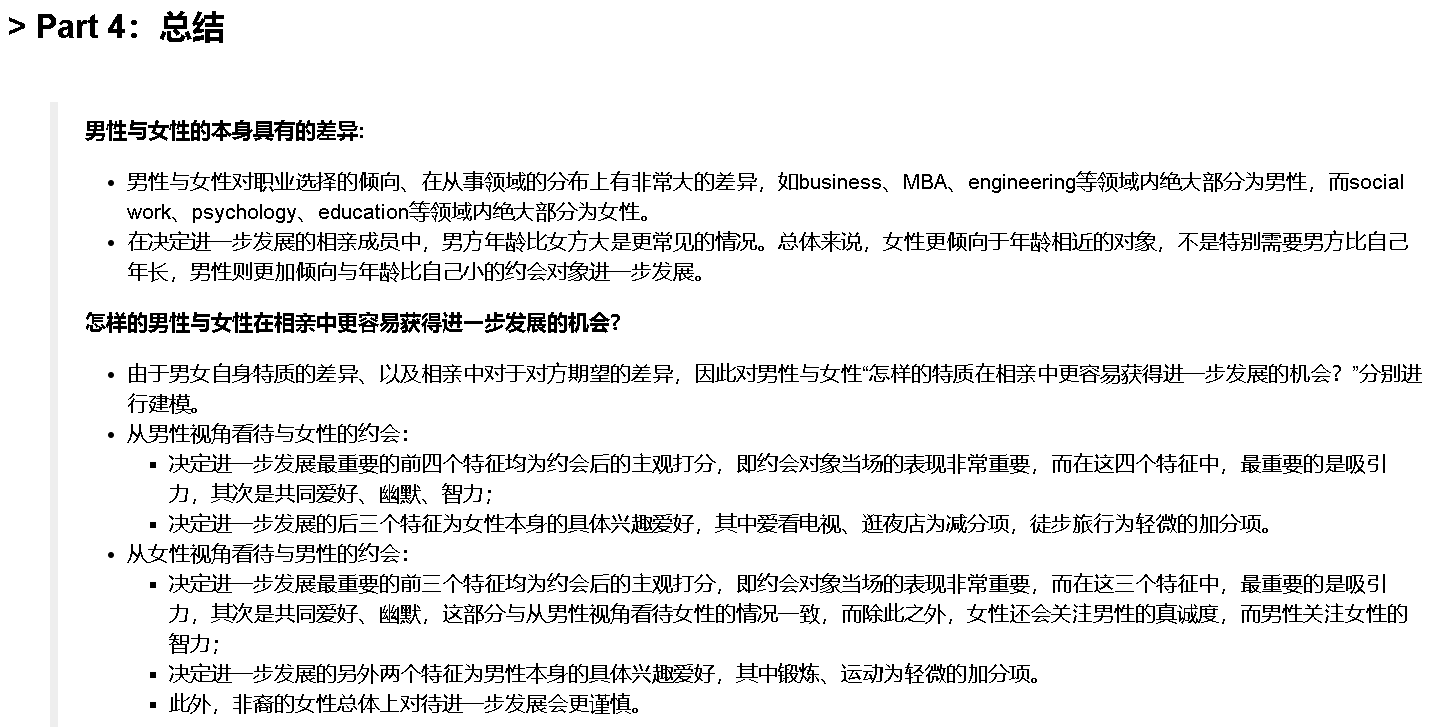 > Part 4：总结
男性与女性的本身具有的差异:
• 男性与女性对职业选择的倾向、在从事领域的分布上有非常大的差异，如business、MBA、engineering等领域内绝大部分为男性，而social
work、psychology、education等领域内绝大部分为女性。
• 在决定进一步发展的相亲成员中，男方年龄比女方大是更常见的情况。总体来说，女性更倾向于年龄相近的对象，不是特别需要男方比自己
年长，男性则更加倾向与年龄比自己小的约会对象进一步发展。
怎样的男性与女性在相亲中更容易获得进一步发展的机会？
• 由于男女自身特质的差异、以及相亲中对于对方期望的差异，因此对男性与女性“怎样的特质在相亲中更容易获得进一步发展的机会？”分别进
行建模。
• 从男性视角看待与女性的约会：
▪ 决定进一步发展最重要的前四个特征均为约会后的主观打分，即约会对象当场的表现非常重要，而在这四个特征中，最重要的是吸引
力，其次是共同爱好、幽默、智力；
▪ 决定进一步发展的后三个特征为女性本身的具体兴趣爱好，其中爱看电视、逛夜店为减分项，徒步旅行为轻微的加分项。
• 从女性视角看待与男性的约会：
▪ 决定进一步发展最重要的前三个特征均为约会后的主观打分，即约会对象当场的表现非常重要，而在这三个特征中，最重要的是吸引
力，其次是共同爱好、幽默，这部分与从男性视角看待女性的情况一致，而除此之外，女性还会关注男性的真诚度，而男性关注女性的
智力；
▪ 决定进一步发展的另外两个特征为男性本身的具体兴趣爱好，其中锻炼、运动为轻微的加分项。
▪ 此外，非裔的女性总体上对待进一步发展会更谨慎。